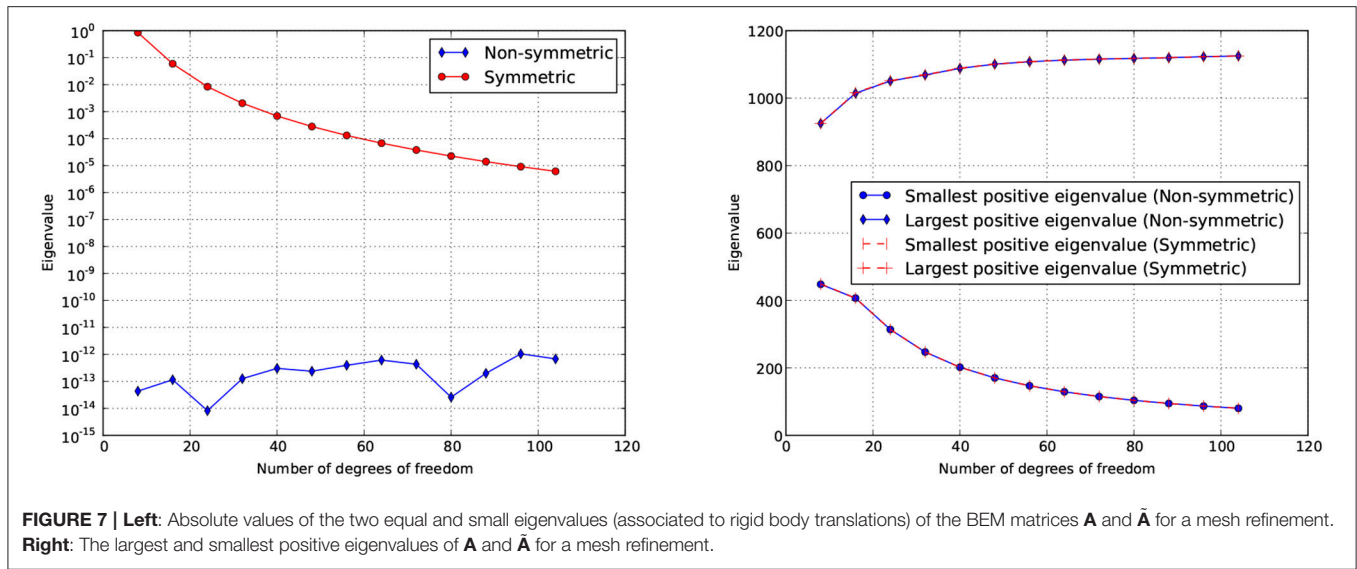 10^0
10^-1
10^-2
10^-3
10^-4
10^-5
10^-6
10^-7
10^-8
10^-9
10^-10
10^-11
10^-12
10^-13
10^-14
10^-15
Eigenvalue
Non-symmetric
Symmetric
0 20 40 60 80 100 120
Number of degrees of freedom
1200
1000
800
600
400
200
0
Eigenvalue
Smallest positive eigenvalue (Non-symmetric)
Largest positive eigenvalue (Non-symmetric)
Smallest positive eigenvalue (Symmetric)
Largest positive eigenvalue (Symmetric)
0 20 40 60 80 100 120
Number of degrees of freedom
FIGURE 7 | Left: Absolute values of the two equal and small eigenvalues (associated to rigid body translations) of the BEM matrices A and Ã for a mesh refinement.
Right: The largest and smallest positive eigenvalues of A and Ã for a mesh refinement.